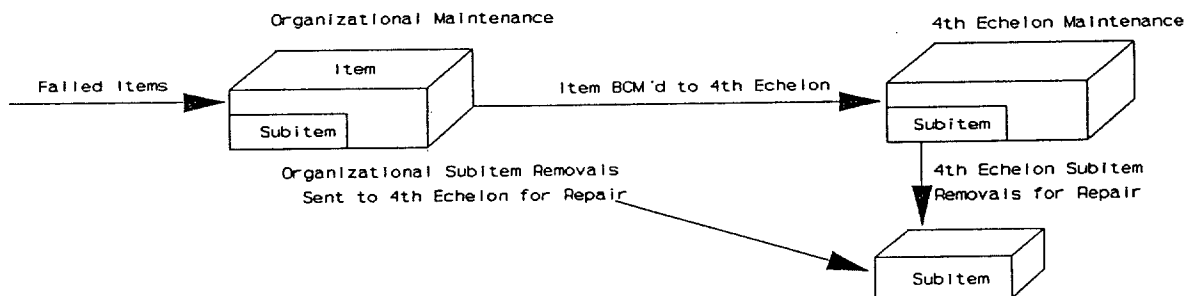 Organizational Maintenance
4th Echelon Maintenance
Item
Failed Items
Item BCM'd to 4th Echelon
Subitem
Subitem
Organizational Subitem Removals
Sent to 4th Echelon for Repair
4th Echelon Subitem
Removals for Repair
Subitem